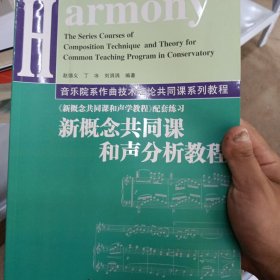 Harmony
The Series Courses of
Composition Technique and Theory for
Common Teaching Program in Conservatory
赵德义 丁冰 刘涓涓 编著
音乐院系作曲技术理论共同课系列教程
《新概念共同课和声学教程》配套练习
新概念共同课
和声分析教程